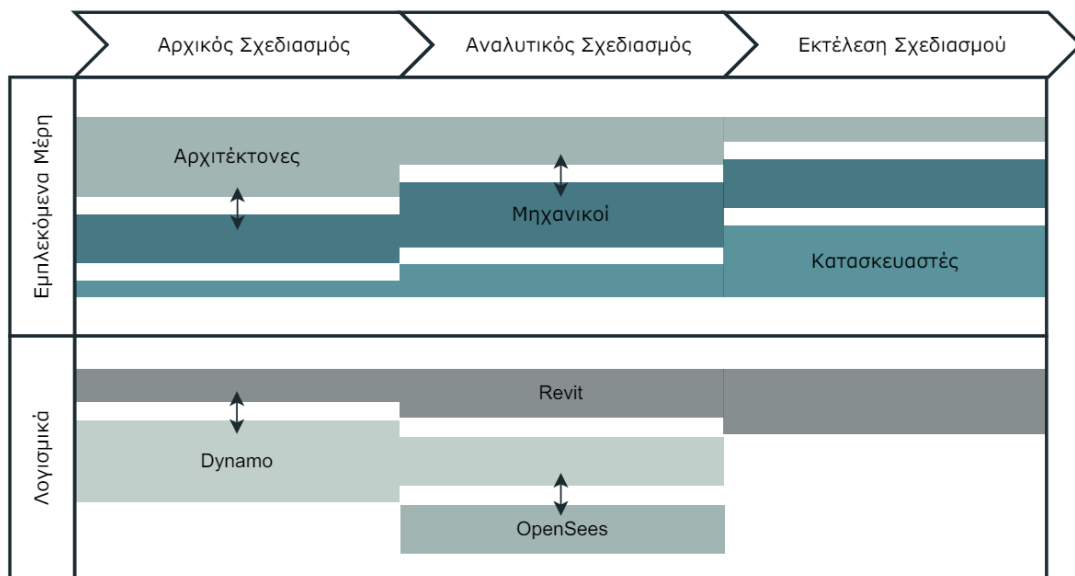 Αρχικός Σχεδιασμός
Αναλυτικός Σχεδιασμός
Εκτέλεση Σχεδιασμού
Εμπλεκόμενα Μέρη
Αρχιτέκτονες
Μηχανικοί
Κατασκευαστές
Λογισμικά
Revit
Dynamo
OpenSees